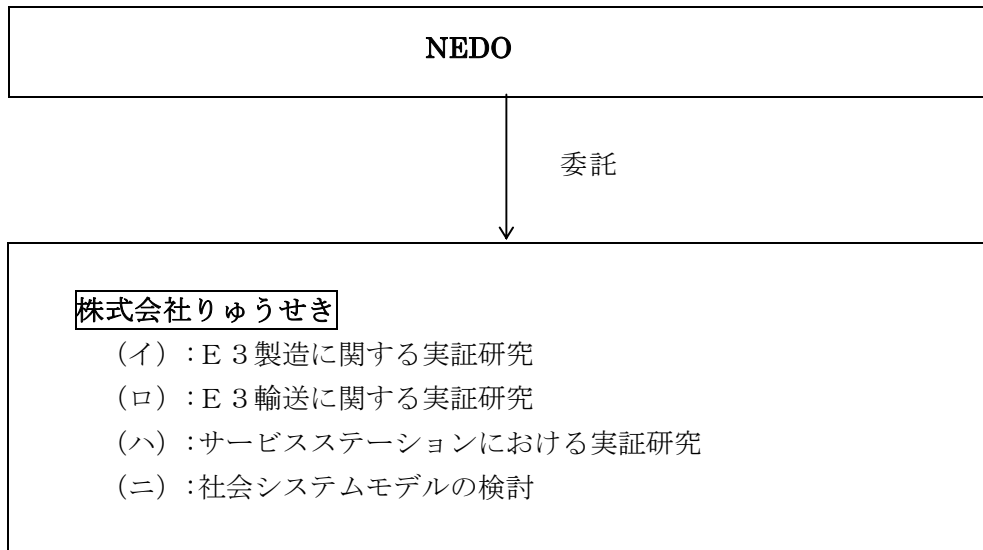 NEDO
委託
株式会社りゅうせき
（イ）：Ｅ３製造に関する実証研究
（ロ）：Ｅ３輸送に関する実証研究
（ハ）：サービスステーションにおける実証研究
（ニ）：社会システムモデルの検討